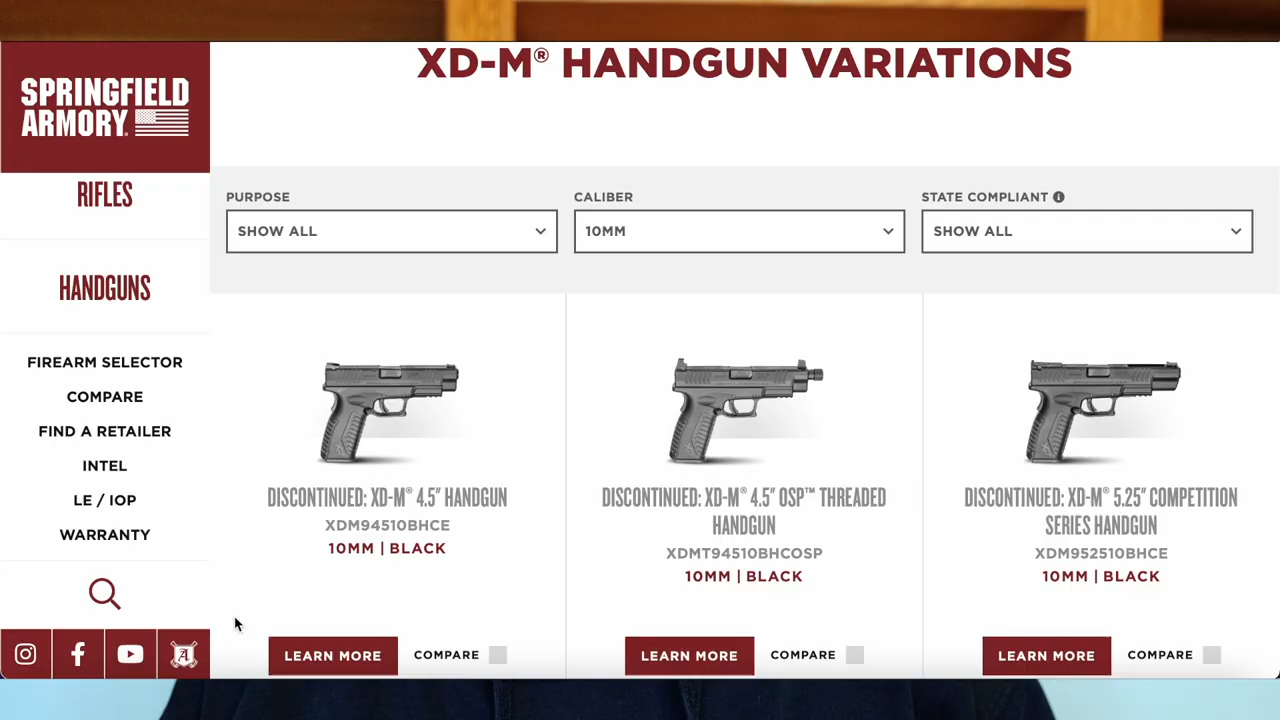 XD-M® HANDGUN VARIATIONS
SPRINGFIELD
ARMORY.
RIFLES
HANDGUNS
FIREARM SELECTOR
COMPARE
FIND A RETAILER
INTEL
LE / IOP
WARRANTY
PURPOSE
SHOW ALL
CALIBER
10MM
STATE COMPLIANT
SHOW ALL
DISCONTINUED: XD-M® 4.5" HANDGUN
XDM94510BHCE
10MM | BLACK
LEARN MORE
COMPARE
DISCONTINUED: XD-M® 4.5" OSP™ THREADED
HANDGUN
XDMT94510BHCOSP
10MM | BLACK
LEARN MORE
COMPARE
DISCONTINUED: XD-M® 5.25" COMPETITION
SERIES HANDGUN
XDM952510BHCE
10MM | BLACK
LEARN MORE
COMPARE